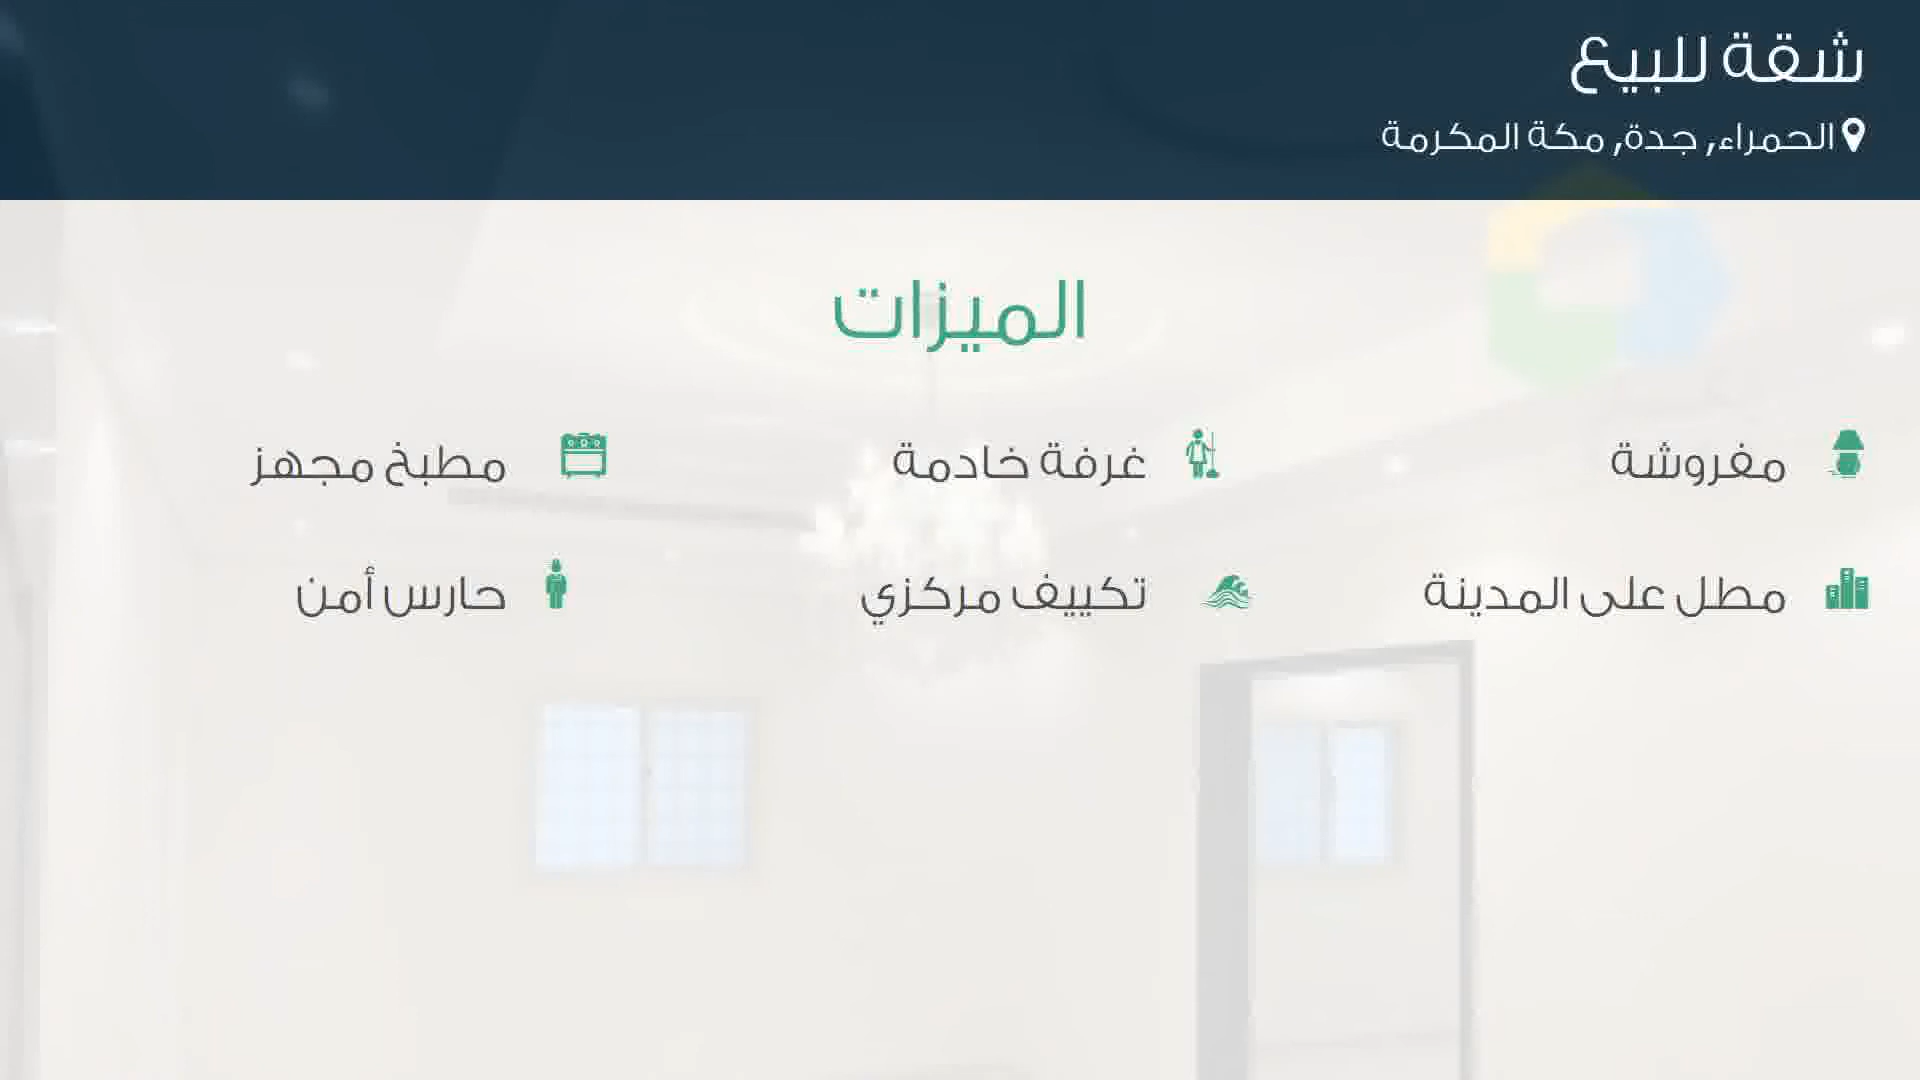 شقة للبيع
الحمراء, جدة, مكة المكرمة
الميزات
مفروشة
غرفة خادمة
مطبخ مجهز
مطل على المدينة
تكييف مركزي
حارس أمن